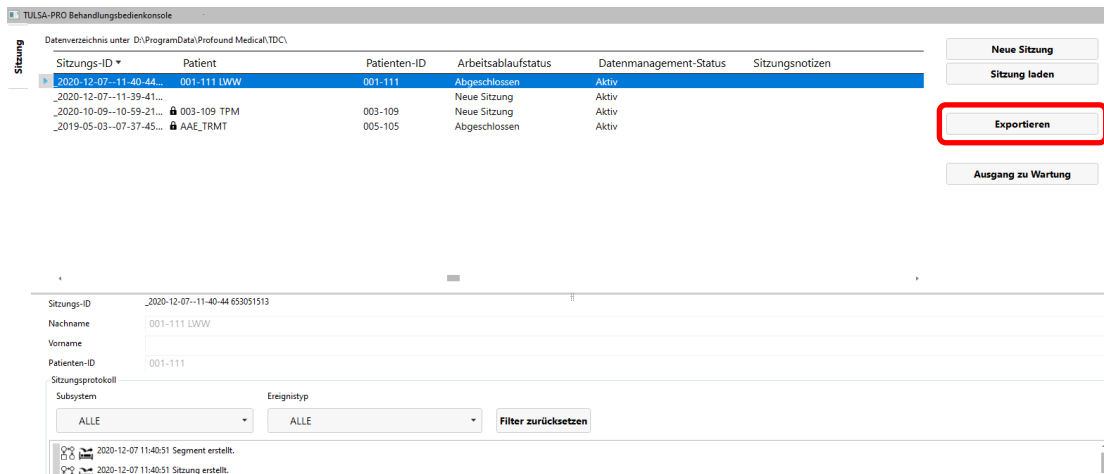 TULSA-PRO Behandlungsbedienkonsole
Sitzung
Datenverzeichnis unter D:\ProgramData\Profound Medical\TDC\
Sitzungs-ID Patient Patienten-ID Arbeitsablaufstatus Datenmanagement-Status Sitzungsnotizen
_2020-12-07--11-40-44... 001-111 LWW 001-111 Abgeschlossen Aktiv
_2020-12-07--11-39-41... Neue Sitzung Aktiv
_2020-10-09--10-59-21... 003-109 TPM 003-109 Neue Sitzung Aktiv
_2019-05-03--07-37-45... AAE_TRMT 005-105 Abgeschlossen Aktiv
Neue Sitzung
Sitzung laden
Exportieren
Ausgang zu Wartung
Sitzungs-ID _2020-12-07--11-40-44 653051513
Nachname 001-111 LWW
Vorname
Patienten-ID 001-111
Sitzungsprotokoll
Subsystem Ereignistyp
ALLE ALLE Filter zurücksetzen
2020-12-07 11:40:51 Segment erstellt.
2020-12-07 11:40:51 Sitzung erstellt.